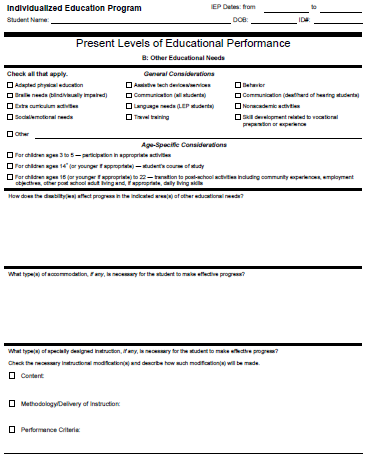 Individualized Education Program IEP Dates: from to
Student Name: DOB: ID#:
Present Levels of Educational Performance
B: Other Educational Needs
Check all that apply. General Considerations
Adapted physical education Assistive tech devices/services Behavior
Braille needs (blind/visually impaired) Communication (all students) Communication (deaf/hard of hearing students)
Extra curriculum activities Language needs (LEP students) Nonacademic activities
Social/emotional needs Travel training Skill development related to vocational
preparation or experience
Other
Age-Specific Considerations
For children ages 3 to 5 — participation in appropriate activities
For children ages 14* (or younger if appropriate) — student's course of study
For children ages 16 (or younger if appropriate) to 22 — transition to post-school activities including community experiences, employment
objectives, other post school adult living and, if appropriate, daily living skills
How does the disability(ies) affect progress in the indicated area(s) of other educational needs?
What type(s) of accommodation, if any, is necessary for the student to make effective progress?
What type(s) of specially designed instruction, if any, is necessary for the student to make effective progress?
Check the necessary instructional modification(s) and describe how such modification(s) will be made.
Content:
Methodology/Delivery of Instruction:
Performance Criteria: